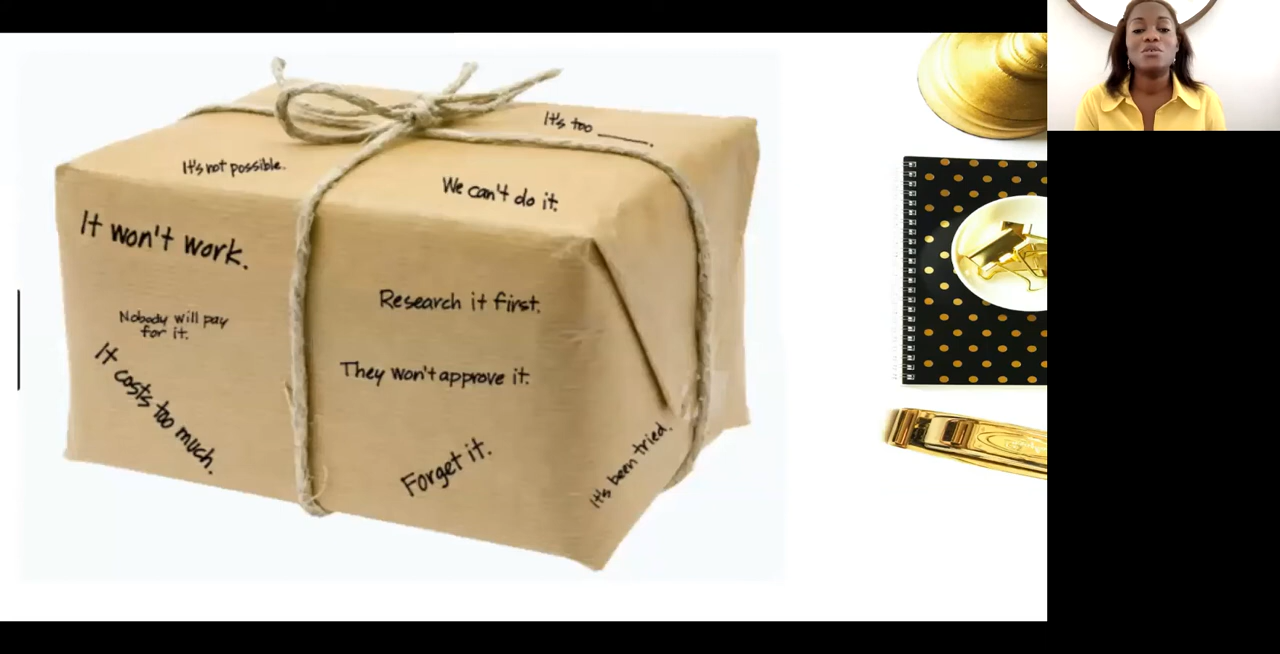 It's too _____.
It's not possible.
We can't do it.
It won't work.
Research it first.
Nobody will pay
for it.
They won't approve it.
It costs too much.
Forget it.
It's been tried.